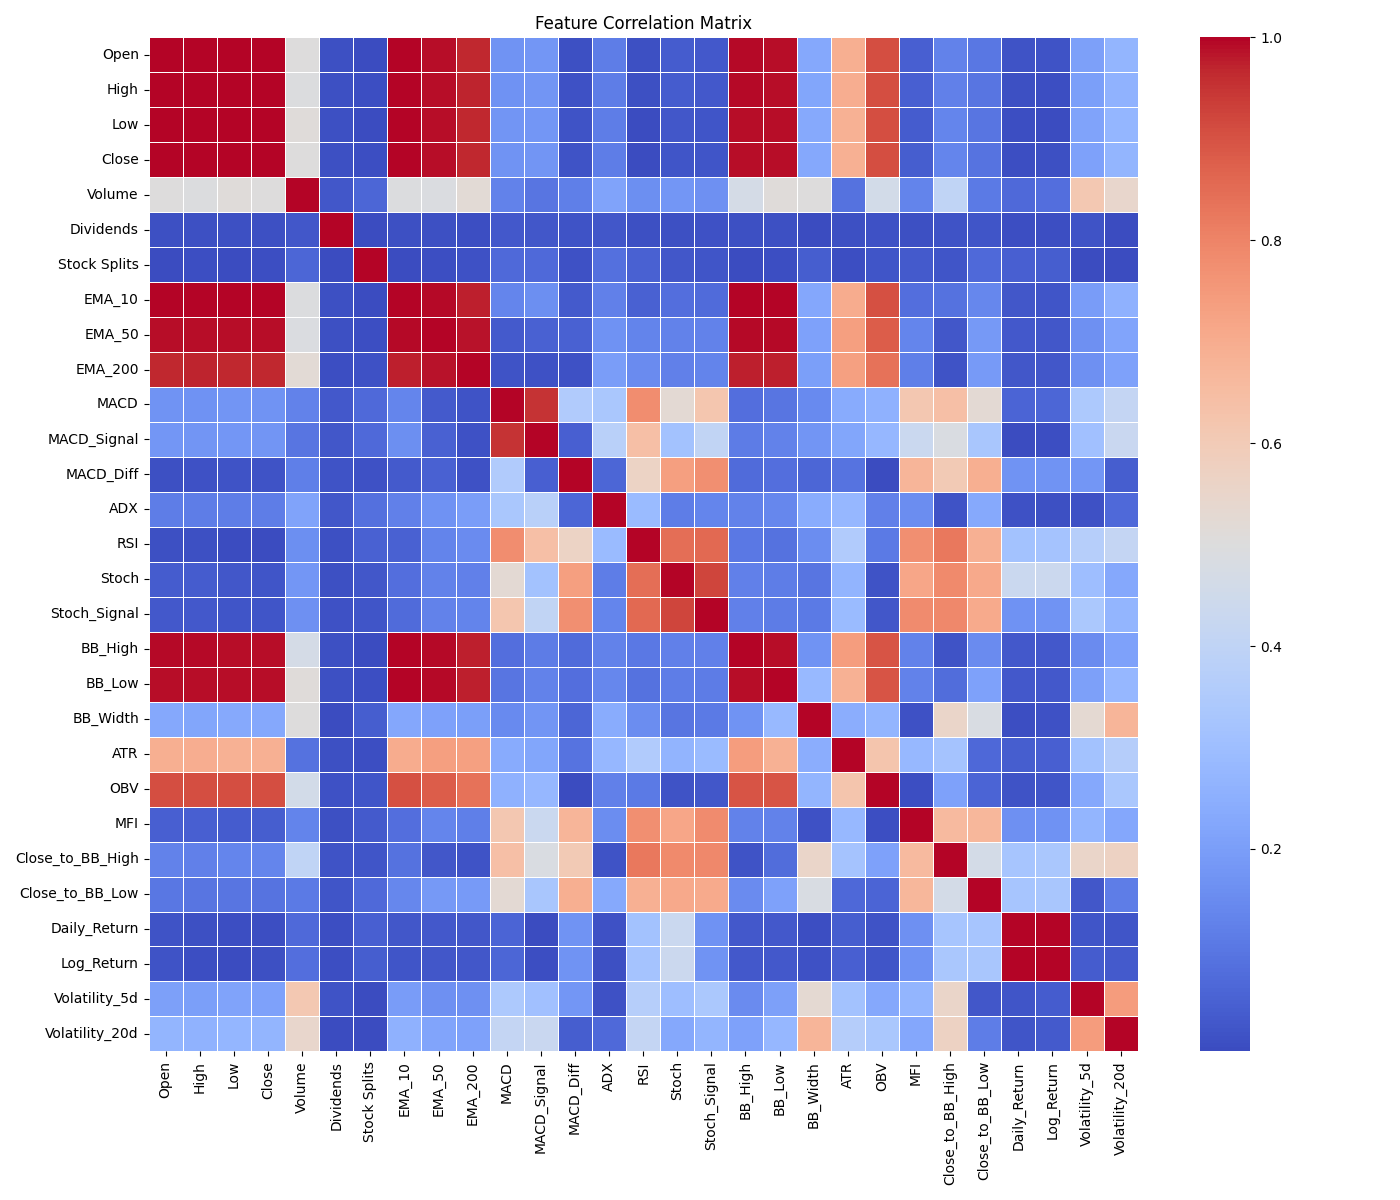 Feature Correlation Matrix
Open
High
Low
Close
Volume
Dividends
Stock Splits
EMA_10
EMA_50
EMA_200
MACD
MACD_Signal
MACD_Diff
ADX
RSI
Stoch
Stoch_Signal
BB_High
BB_Low
BB_Width
ATR
OBV
MFI
Close_to_BB_High
Close_to_BB_Low
Daily_Return
Log_Return
Volatility_5d
Volatility_20d
Open
High
Low
Close
Volume
Dividends
Stock Splits
EMA_10
EMA_50
EMA_200
MACD
MACD_Signal
MACD_Diff
ADX
RSI
Stoch
Stoch_Signal
BB_High
BB_Low
BB_Width
ATR
OBV
MFI
Close_to_BB_High
Close_to_BB_Low
Daily_Return
Log_Return
Volatility_5d
Volatility_20d
1.0
0.8
0.6
0.4
0.2